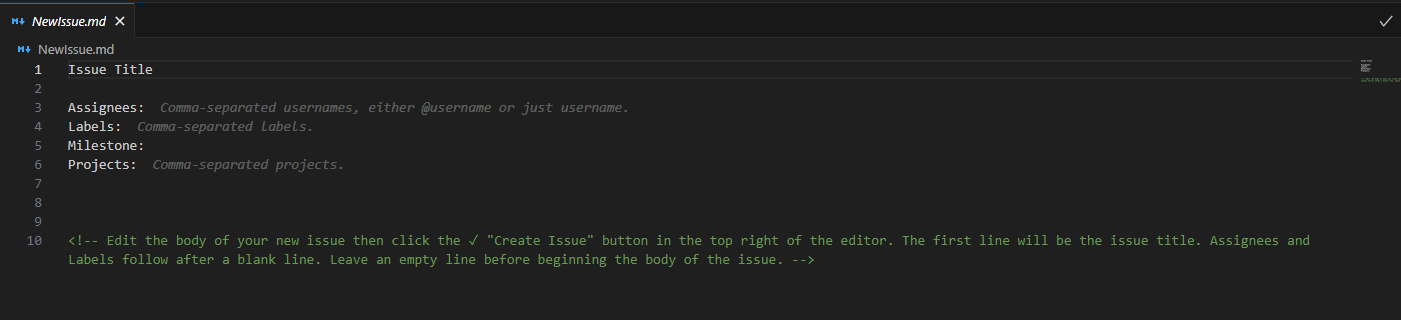 NewIssue.md
NewIssue.md
1 Issue Title
2
3 Assignees: Comma-separated usernames, either @username or just username.
4 Labels: Comma-separated labels.
5 Milestone:
6 Projects: Comma-separated projects.
7
8
9
10 <!-- Edit the body of your new issue then click the ✓ "Create Issue" button in the top right of the editor. The first line will be the issue title. Assignees and
Labels follow after a blank line. Leave an empty line before beginning the body of the issue. -->